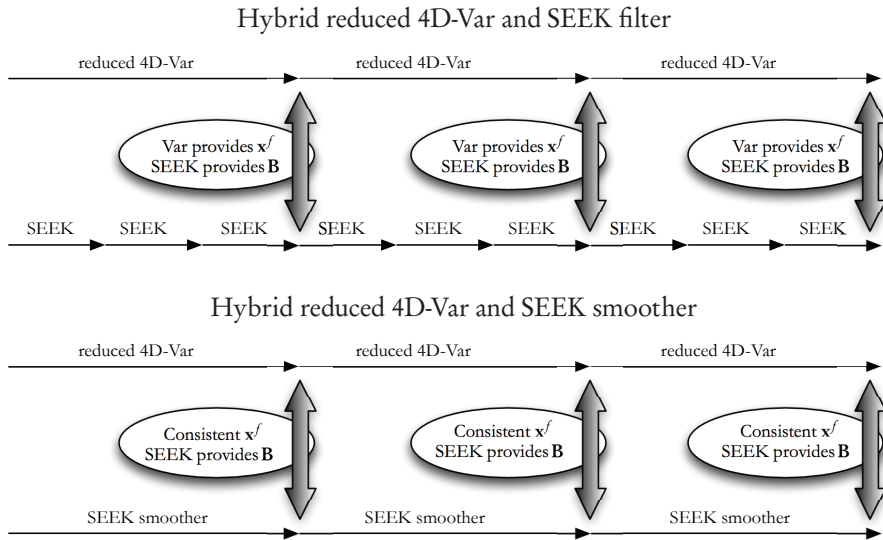 Hybrid reduced 4D-Var and SEEK filter
reduced 4D-Var reduced 4D-Var reduced 4D-Var
Var provides x^f Var provides x^f Var provides x^f
SEEK provides B SEEK provides B SEEK provides B
SEEK SEEK SEEK SEEK SEEK SEEK SEEK SEEK SEEK
Hybrid reduced 4D-Var and SEEK smoother
reduced 4D-Var reduced 4D-Var reduced 4D-Var
Consistent x^f Consistent x^f Consistent x^f
SEEK provides B SEEK provides B SEEK provides B
SEEK smoother SEEK smoother SEEK smoother